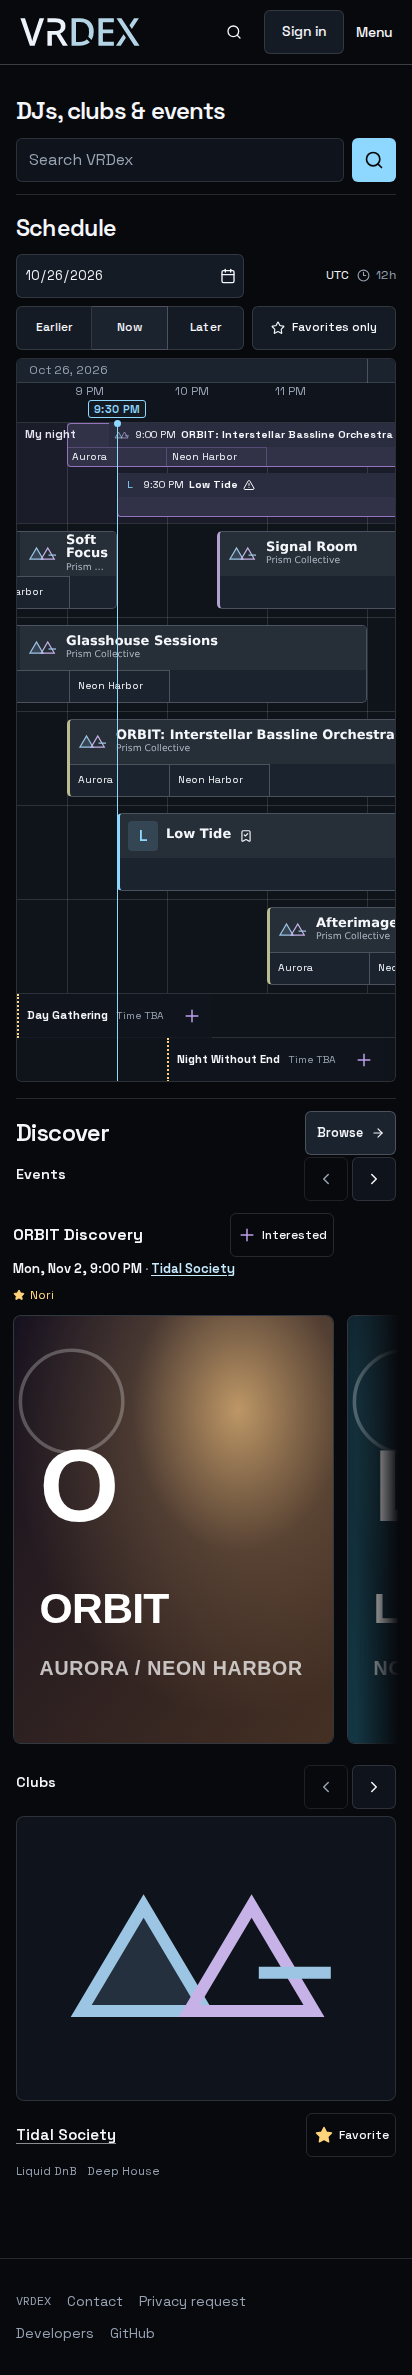 VRDEX
Sign in
Menu
DJs, clubs & events
Search VRDex
Schedule
10/26/2026
UTC 12h
Earlier
Now
Later
Favorites only
Oct 26, 2026
9 PM
10 PM
11 PM
9:30 PM
My night
9:00 PM ORBIT: Interstellar Bassline Orchestra
Aurora
Neon Harbor
L 9:30 PM Low Tide
Soft Focus
Prism ...
arbor
Signal Room
Prism Collective
Glasshouse Sessions
Prism Collective
Neon Harbor
ORBIT: Interstellar Bassline Orchestra
Prism Collective
Aurora
Neon Harbor
L Low Tide
Afterimage
Prism Collective
Aurora
Neo
Day Gathering Time TBA
Night Without End Time TBA
Discover
Browse
Events
ORBIT Discovery
Interested
Mon, Nov 2, 9:00 PM · Tidal Society
Nori
O
ORBIT
AURORA / NEON HARBOR
L
L
NO
Clubs
Tidal Society
Favorite
Liquid DnB Deep House
VRDEX Contact Privacy request
Developers GitHub